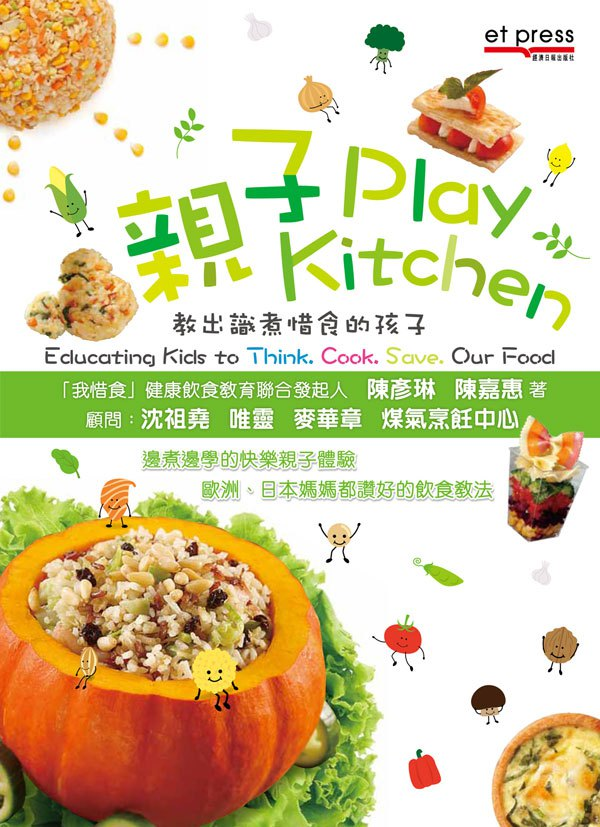 et press
經濟日報出版社
親子 Play
Kitchen
教出識煮惜食的孩子
Educating Kids to Think. Cook. Save. Our Food
「我惜食」健康飲食教育聯合發起人 陳彥琳 陳嘉惠 著
顧問：沈祖堯 唯靈 麥華章 煤氣烹飪中心
邊煮邊學的快樂親子體驗
歐洲、日本媽媽都讚好的飲食教法